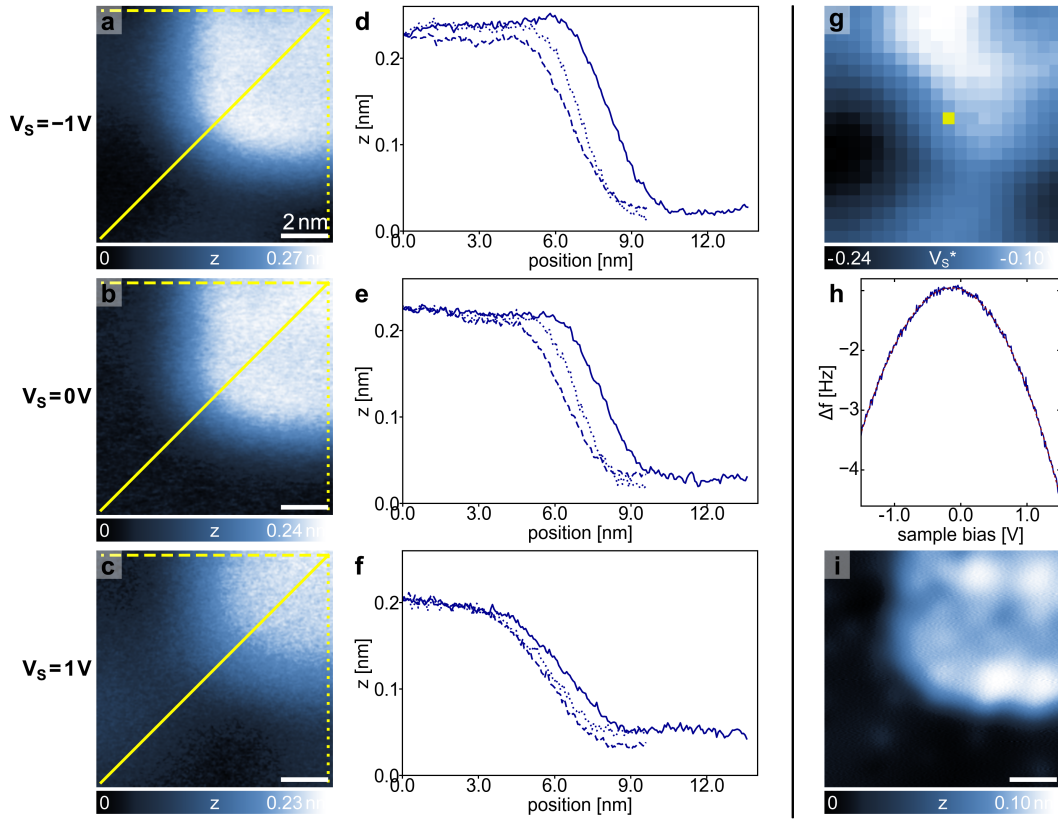 a
V_S=−1V
2 nm
0 z 0.27 nm
b
V_S=0V
0 z 0.24 nm
c
V_S=1V
0 z 0.23 nm
d
z [nm]
0.2
0.1
0.0
0.0 3.0 6.0 9.0 12.0
position [nm]
e
z [nm]
0.2
0.1
0.0
0.0 3.0 6.0 9.0 12.0
position [nm]
f
z [nm]
0.2
0.1
0.0
0.0 3.0 6.0 9.0 12.0
position [nm]
g
-0.24 V_S* -0.10
h
Δf [Hz]
−2
−3
−4
-1.0 0.0 1.0
sample bias [V]
i
0 z 0.10 nm